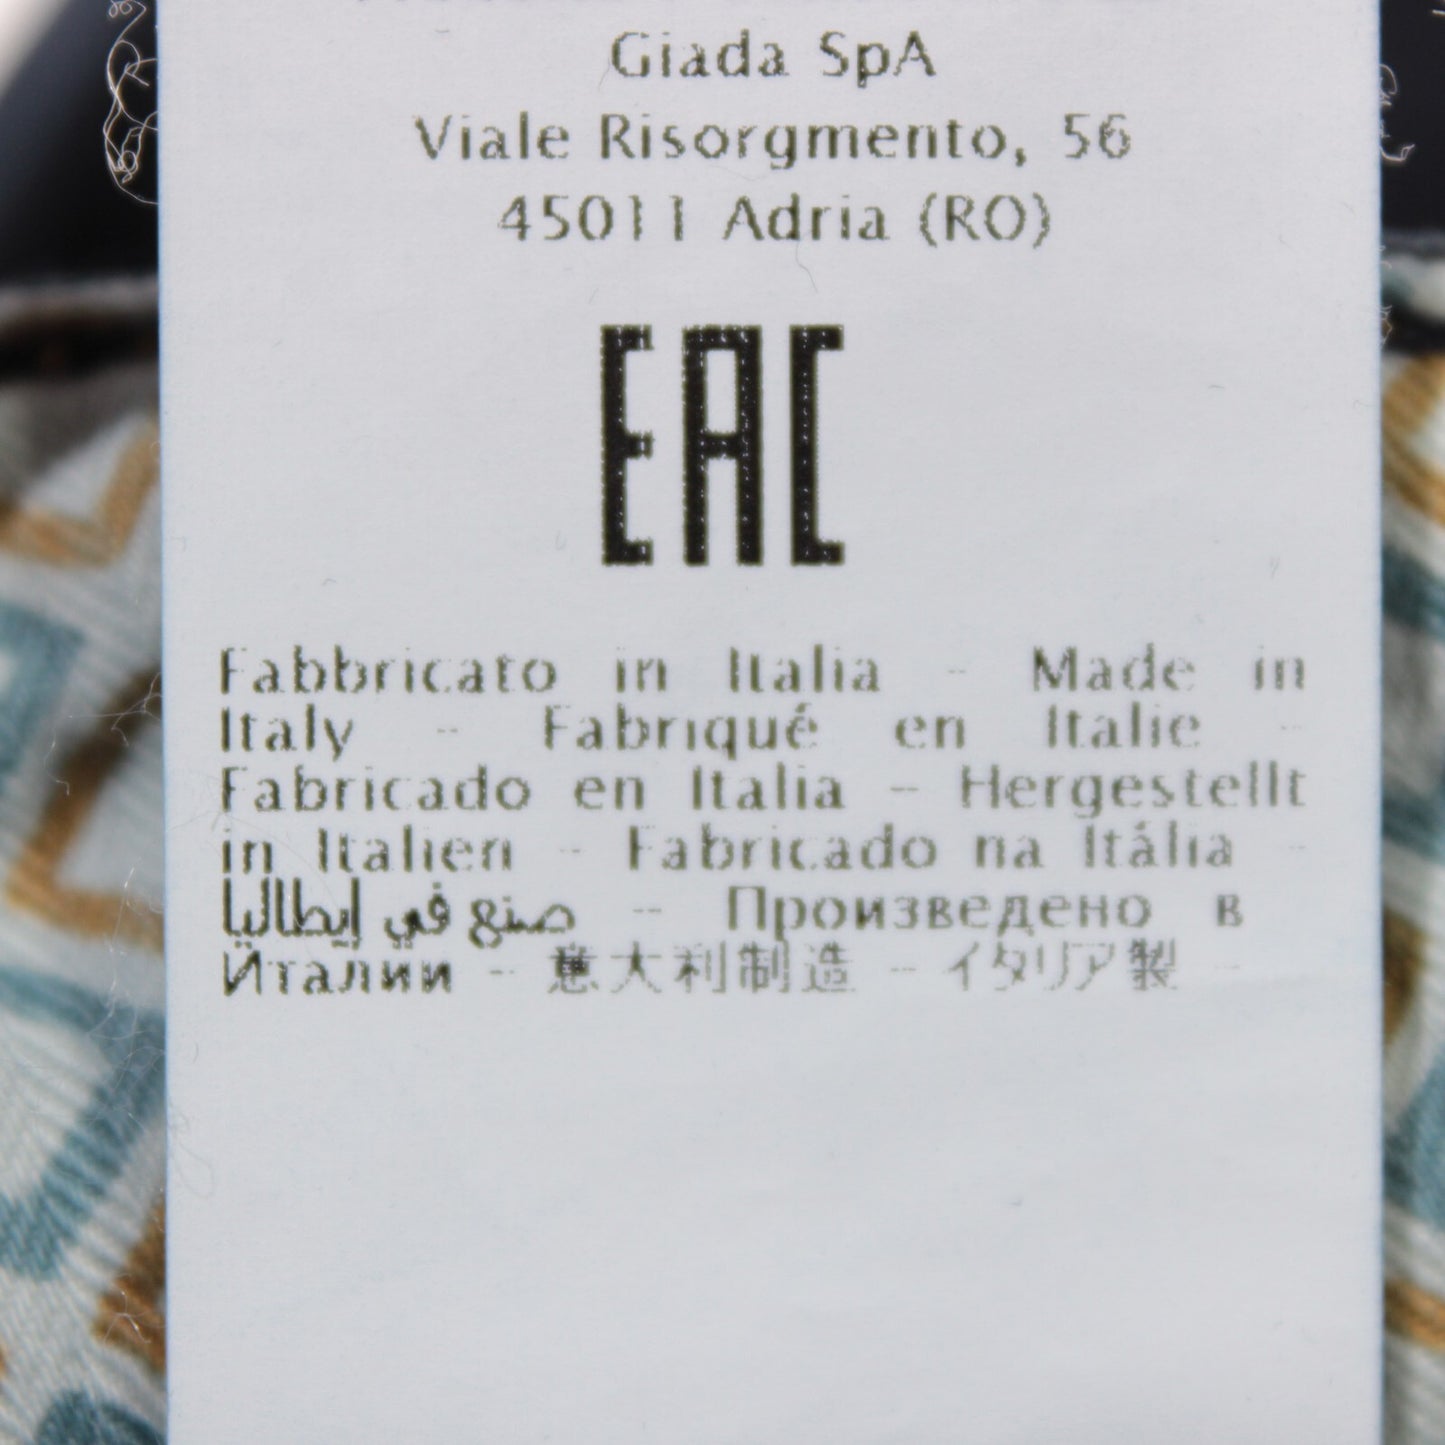 Giada SpA
Viale Risorgmento, 56
45011 Adria (RO)
EAC
Fabbricato in Italia - Made in
Italy - Fabriqué en Italie -
Fabricado en Italia - Hergestellt
in Italien - Fabricado na Itália -
صنع في إيطاليا - Произведено в
Италии - 意大利制造 - イタリア製 -